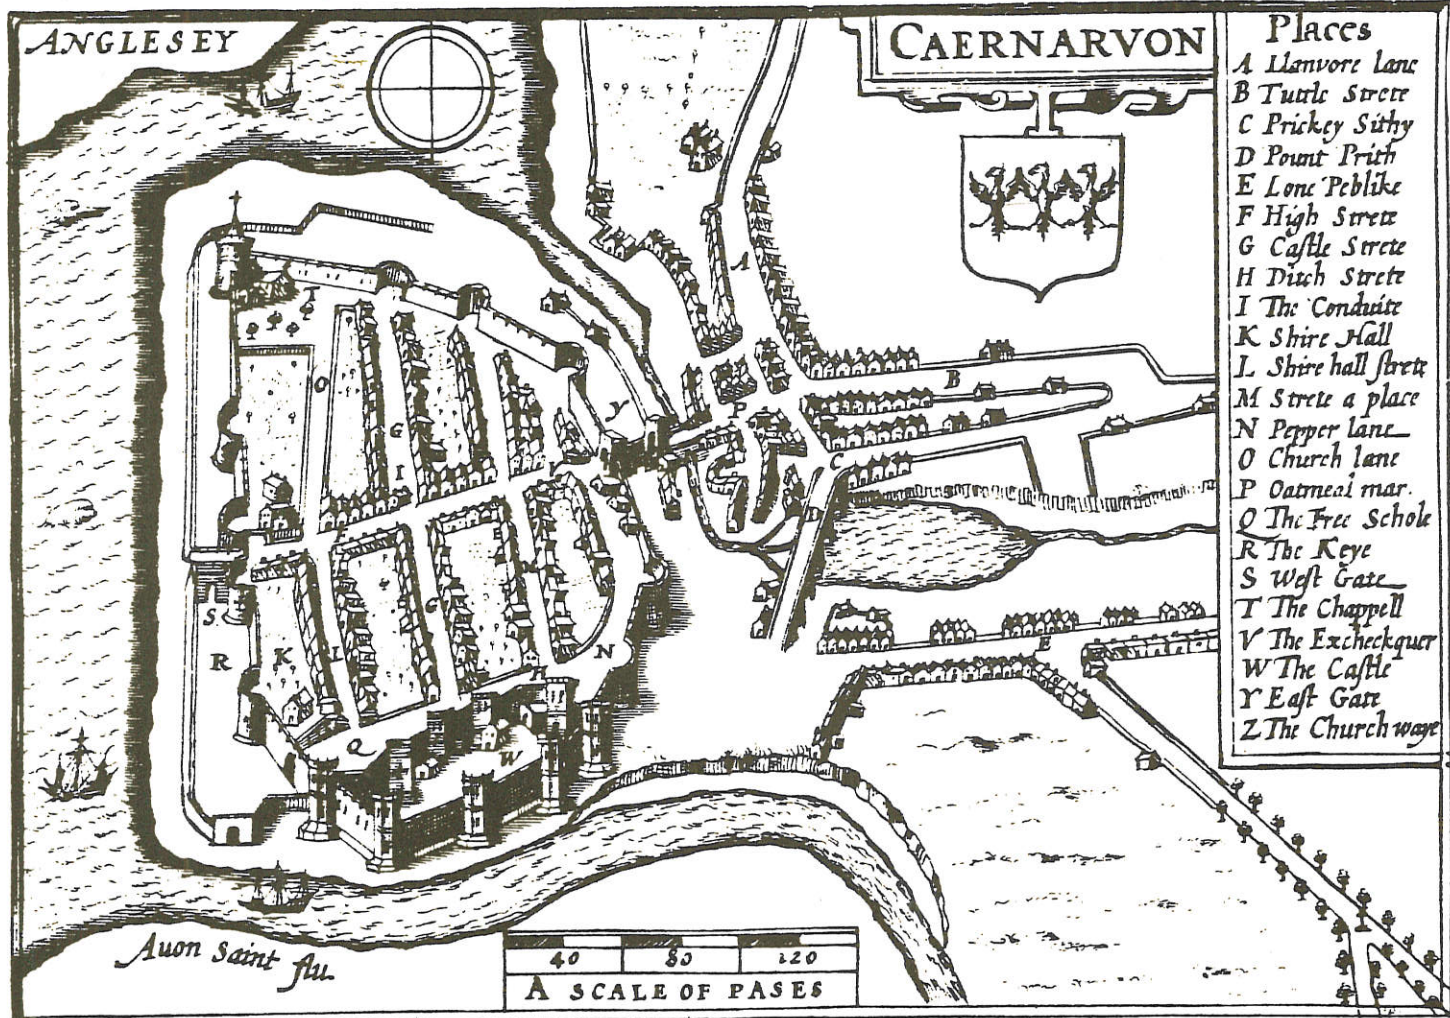 ANGLESEY
CAERNARVON
Places
A Llanvore lane
B Tuttle Strete
C Prickey Sithy
D Pount Prith
E Lone Peblike
F High Strete
G Castle Strete
H Ditch Strete
I The Conduite
K Shire Hall
L Shire hall strete
M Strete a place
N Pepper lane
O Church lane
P Oatmeal mar.
Q The Free Schole
R The Keye
S West Gate
T The Chappell
V The Excheckquer
W The Castle
Y East Gate
Z The Church waye
A
T
O
G
I
Y
P
B
C
V
D
F
M
S
R
K
L
G
N
H
E
Q
W
Auon Saint flu.
40 80 120
A SCALE OF PASES